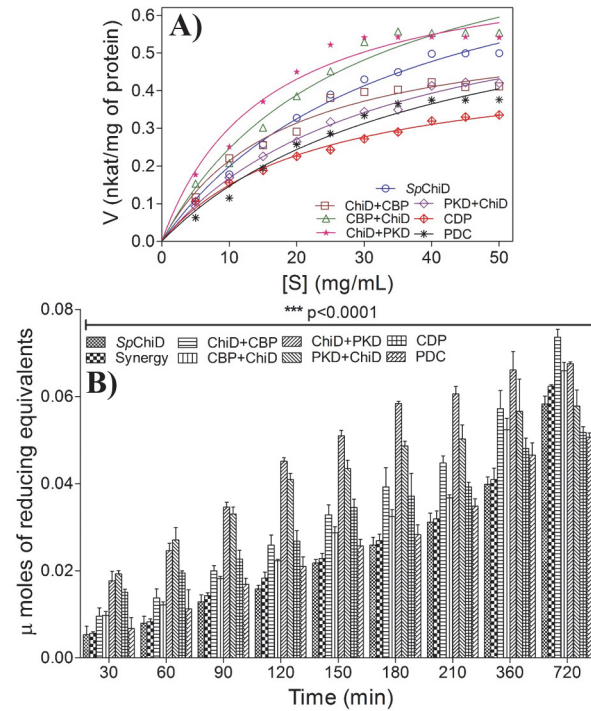 A)
V (nkat/mg of protein)
0.6
0.5
0.4
0.3
0.2
0.1
0.0
0 10 20 30 40 50
[S] (mg/mL)
SpChiD
ChiD+CBP PKD+ChiD
CBP+ChiD CDP
ChiD+PKD PDC
B)
*** p<0.0001
SpChiD ChiD+CBP ChiD+PKD CDP
Synergy CBP+ChiD PKD+ChiD PDC
μ moles of reducing equivalents
0.08
0.06
0.04
0.02
0.00
30 60 90 120 150 180 210 360 720
Time (min)